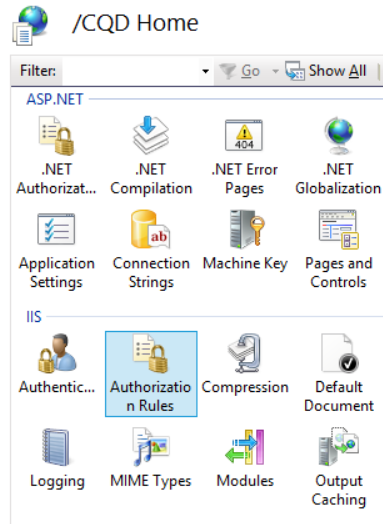 /CQD Home
Filter: Go Show All
ASP.NET
.NET Authorizat... .NET Compilation .NET Error Pages .NET Globalization
404
ab
Application Settings Connection Strings Machine Key Pages and Controls
IIS
Authentic... Authorizatio n Rules Compression Default Document
Logging MIME Types Modules Output Caching